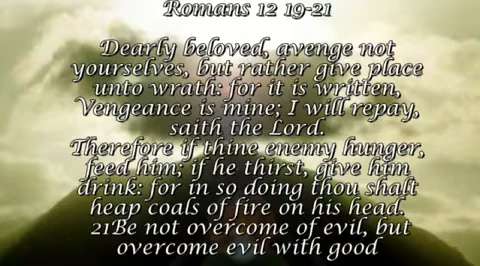 Romans 12 19-21
Dearly beloved, avenge not
yourselves, but rather give place
unto wrath: for it is written,
Vengeance is mine; I will repay,
saith the Lord.
Therefore if thine enemy hunger,
feed him; if he thirst, give him
drink: for in so doing thou shalt
heap coals of fire on his head.
21Be not overcome of evil, but
overcome evil with good